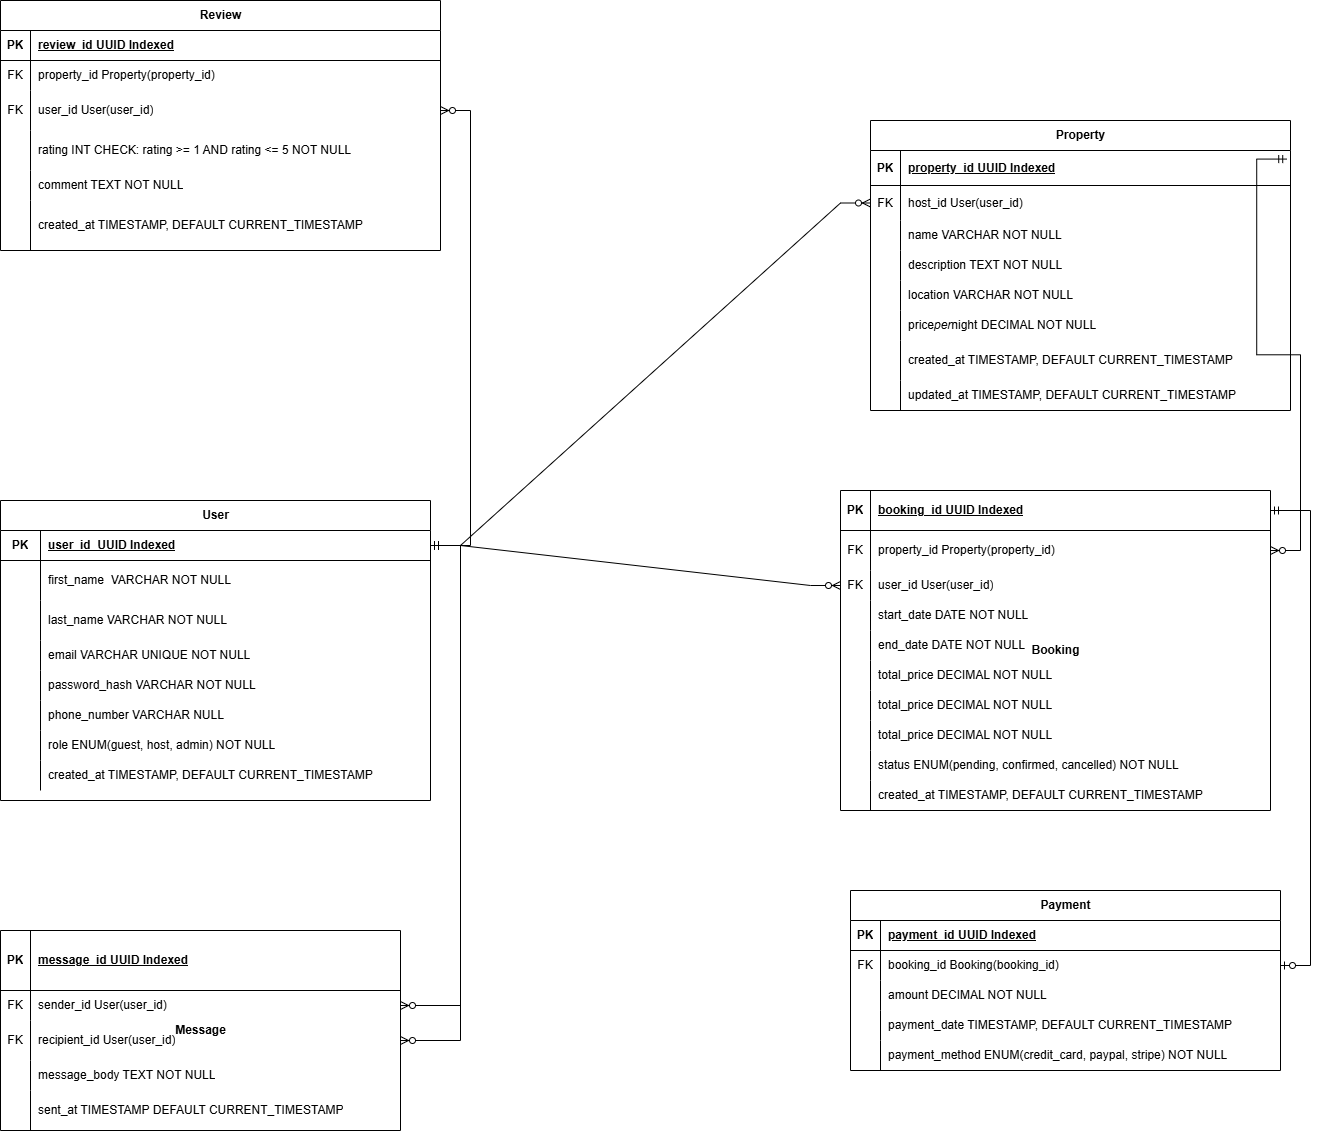 Review
PK review_id UUID Indexed
FK property_id Property(property_id)
FK user_id User(user_id)
rating INT CHECK: rating >= 1 AND rating <= 5 NOT NULL
comment TEXT NOT NULL
created_at TIMESTAMP, DEFAULT CURRENT_TIMESTAMP
Property
PK property_id UUID Indexed
FK host_id User(user_id)
name VARCHAR NOT NULL
description TEXT NOT NULL
location VARCHAR NOT NULL
pricepernight DECIMAL NOT NULL
created_at TIMESTAMP, DEFAULT CURRENT_TIMESTAMP
updated_at TIMESTAMP, DEFAULT CURRENT_TIMESTAMP
User
PK user_id UUID Indexed
first_name VARCHAR NOT NULL
last_name VARCHAR NOT NULL
email VARCHAR UNIQUE NOT NULL
password_hash VARCHAR NOT NULL
phone_number VARCHAR NULL
role ENUM(guest, host, admin) NOT NULL
created_at TIMESTAMP, DEFAULT CURRENT_TIMESTAMP
PK booking_id UUID Indexed
FK property_id Property(property_id)
FK user_id User(user_id)
start_date DATE NOT NULL
end_date DATE NOT NULL
Booking
total_price DECIMAL NOT NULL
total_price DECIMAL NOT NULL
total_price DECIMAL NOT NULL
status ENUM(pending, confirmed, cancelled) NOT NULL
created_at TIMESTAMP, DEFAULT CURRENT_TIMESTAMP
PK message_id UUID Indexed
FK sender_id User(user_id)
Message
FK recipient_id User(user_id)
message_body TEXT NOT NULL
sent_at TIMESTAMP DEFAULT CURRENT_TIMESTAMP
Payment
PK payment_id UUID Indexed
FK booking_id Booking(booking_id)
amount DECIMAL NOT NULL
payment_date TIMESTAMP, DEFAULT CURRENT_TIMESTAMP
payment_method ENUM(credit_card, paypal, stripe) NOT NULL